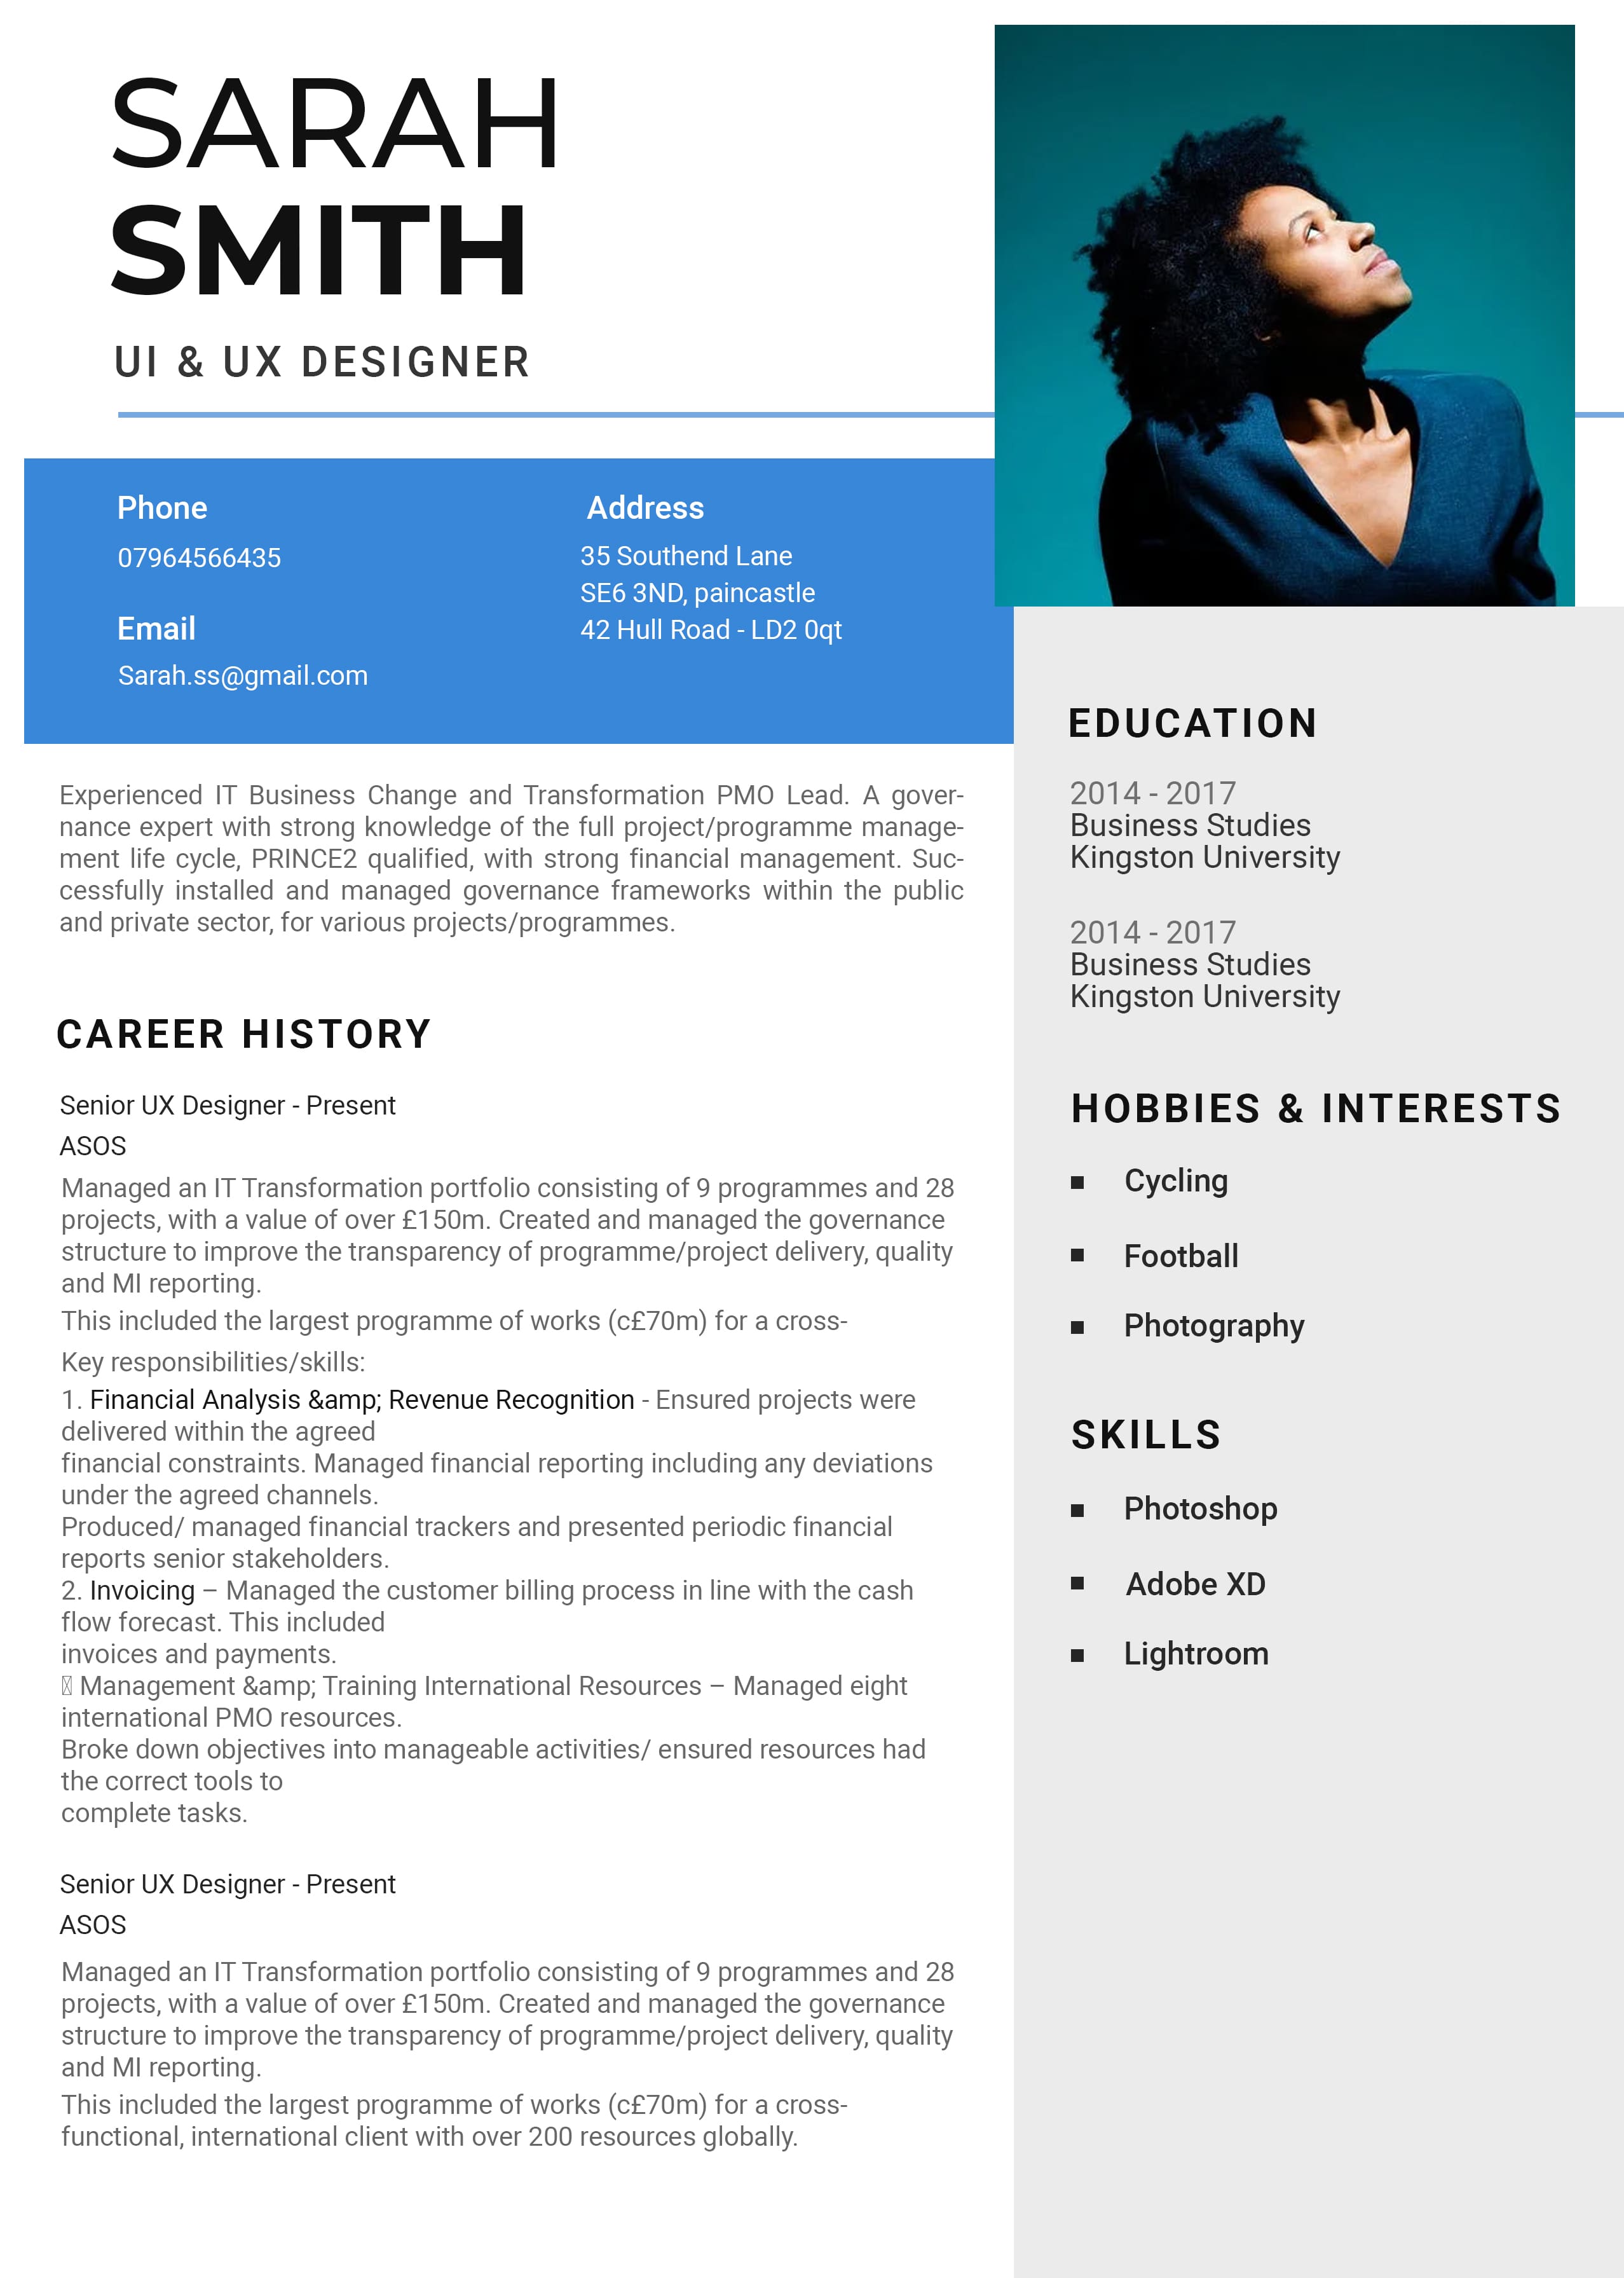 SARAH
SMITH
UI & UX DESIGNER
Phone
07964566435
Email
Sarah.ss@gmail.com
Address
35 Southend Lane
SE6 3ND, paincastle
42 Hull Road - LD2 0qt
Experienced IT Business Change and Transformation PMO Lead. A gover-
nance expert with strong knowledge of the full project/programme manage-
ment life cycle, PRINCE2 qualified, with strong financial management. Suc-
cessfully installed and managed governance frameworks within the public
and private sector, for various projects/programmes.
CAREER HISTORY
Senior UX Designer - Present
ASOS
Managed an IT Transformation portfolio consisting of 9 programmes and 28
projects, with a value of over £150m. Created and managed the governance
structure to improve the transparency of programme/project delivery, quality
and MI reporting.
This included the largest programme of works (c£70m) for a cross-
Key responsibilities/skills:
1. Financial Analysis &amp; Revenue Recognition - Ensured projects were
delivered within the agreed
financial constraints. Managed financial reporting including any deviations
under the agreed channels.
Produced/ managed financial trackers and presented periodic financial
reports senior stakeholders.
2. Invoicing – Managed the customer billing process in line with the cash
flow forecast. This included
invoices and payments.
Management &amp; Training International Resources – Managed eight
international PMO resources.
Broke down objectives into manageable activities/ ensured resources had
the correct tools to
complete tasks.
Senior UX Designer - Present
ASOS
Managed an IT Transformation portfolio consisting of 9 programmes and 28
projects, with a value of over £150m. Created and managed the governance
structure to improve the transparency of programme/project delivery, quality
and MI reporting.
This included the largest programme of works (c£70m) for a cross-
functional, international client with over 200 resources globally.
EDUCATION
2014 - 2017
Business Studies
Kingston University
2014 - 2017
Business Studies
Kingston University
HOBBIES & INTERESTS
Cycling
Football
Photography
SKILLS
Photoshop
Adobe XD
Lightroom